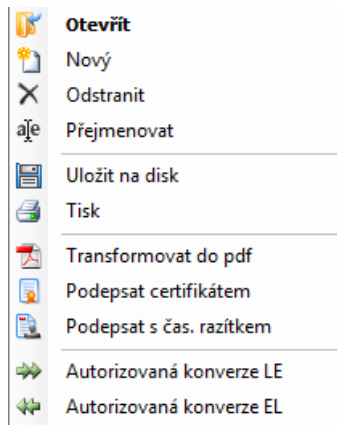 Otevřít
Nový
Odstranit
Přejmenovat
Uložit na disk
Tisk
Transformovat do pdf
Podepsat certifikátem
Podepsat s čas. razítkem
Autorizovaná konverze LE
Autorizovaná konverze EL